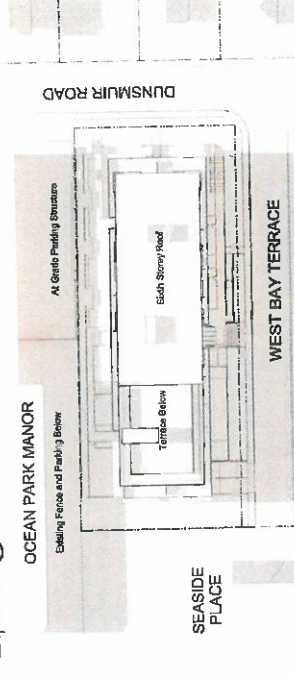 DUNSMUIR ROAD
At Grade Parking Structure
OCEAN PARK MANOR
Existing Fence and Parking Below
Sixth Storey Roof
Terrace Below
WEST BAY TERRACE
SEASIDE
PLACE